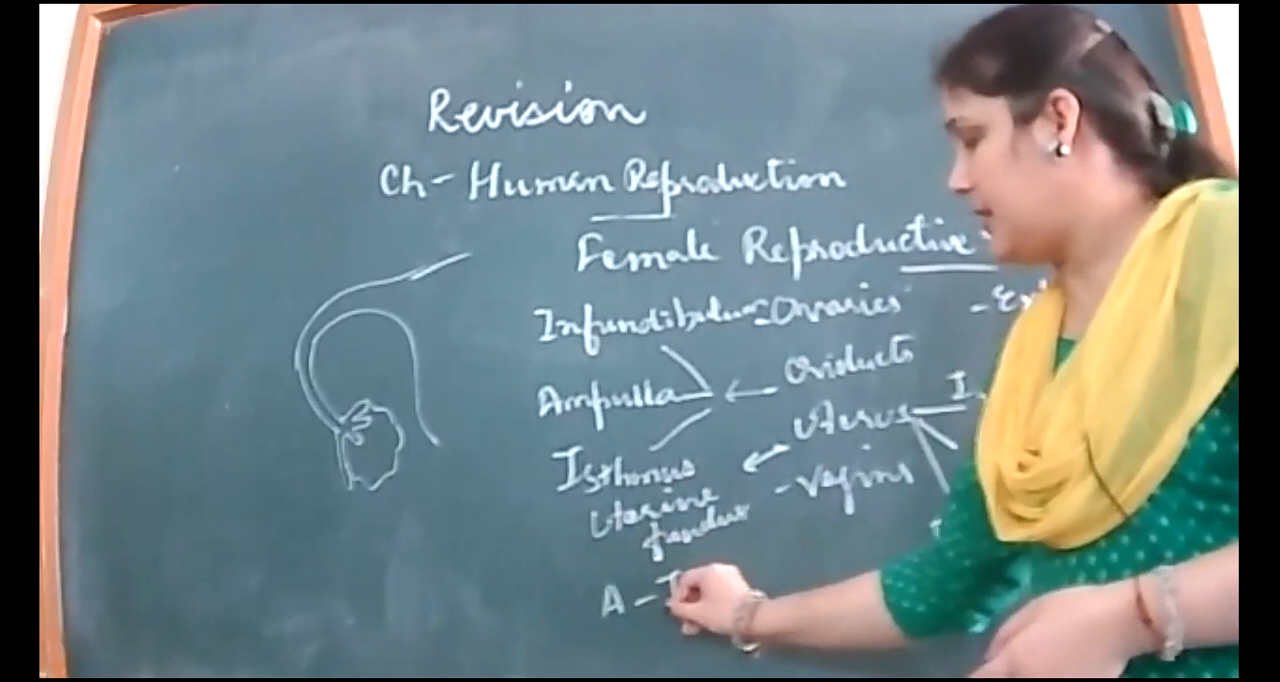 Revision
Ch- Human Reproduction
Female Reproductive
Infundibulum - Ovaries -
Ampulla ← Oviducts
Isthmus Uterus
Uterine - Vagina
fundus
A -